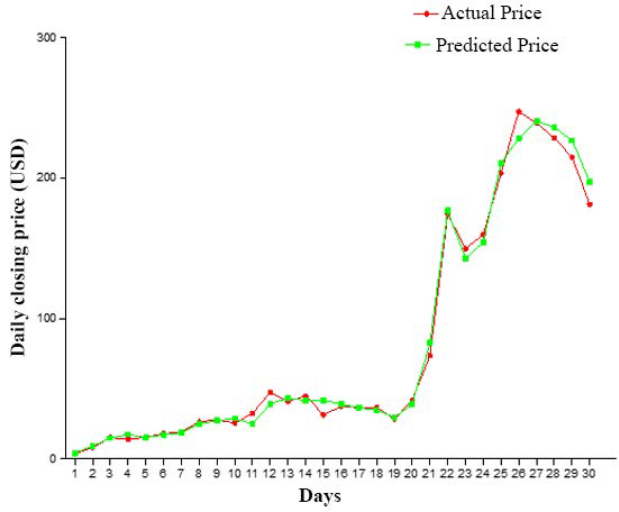 Actual Price
Predicted Price
300
200
100
0
Daily closing price (USD)
1 2 3 4 5 6 7 8 9 10 11 12 13 14 15 16 17 18 19 20 21 22 23 24 25 26 27 28 29 30
Days